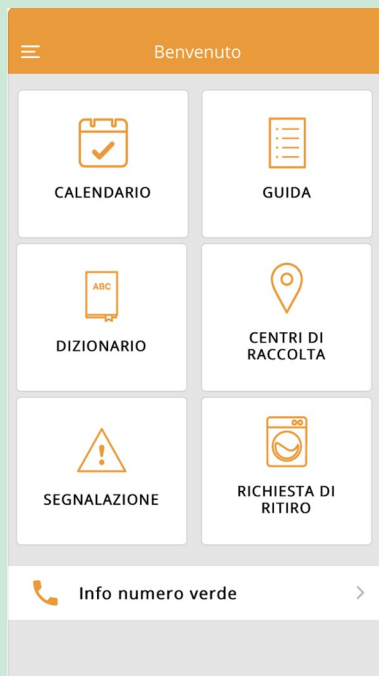 Benvenuto
CALENDARIO
GUIDA
ABC
DIZIONARIO
CENTRI DI
RACCOLTA
SEGNALAZIONE
RICHIESTA DI
RITIRO
Info numero verde